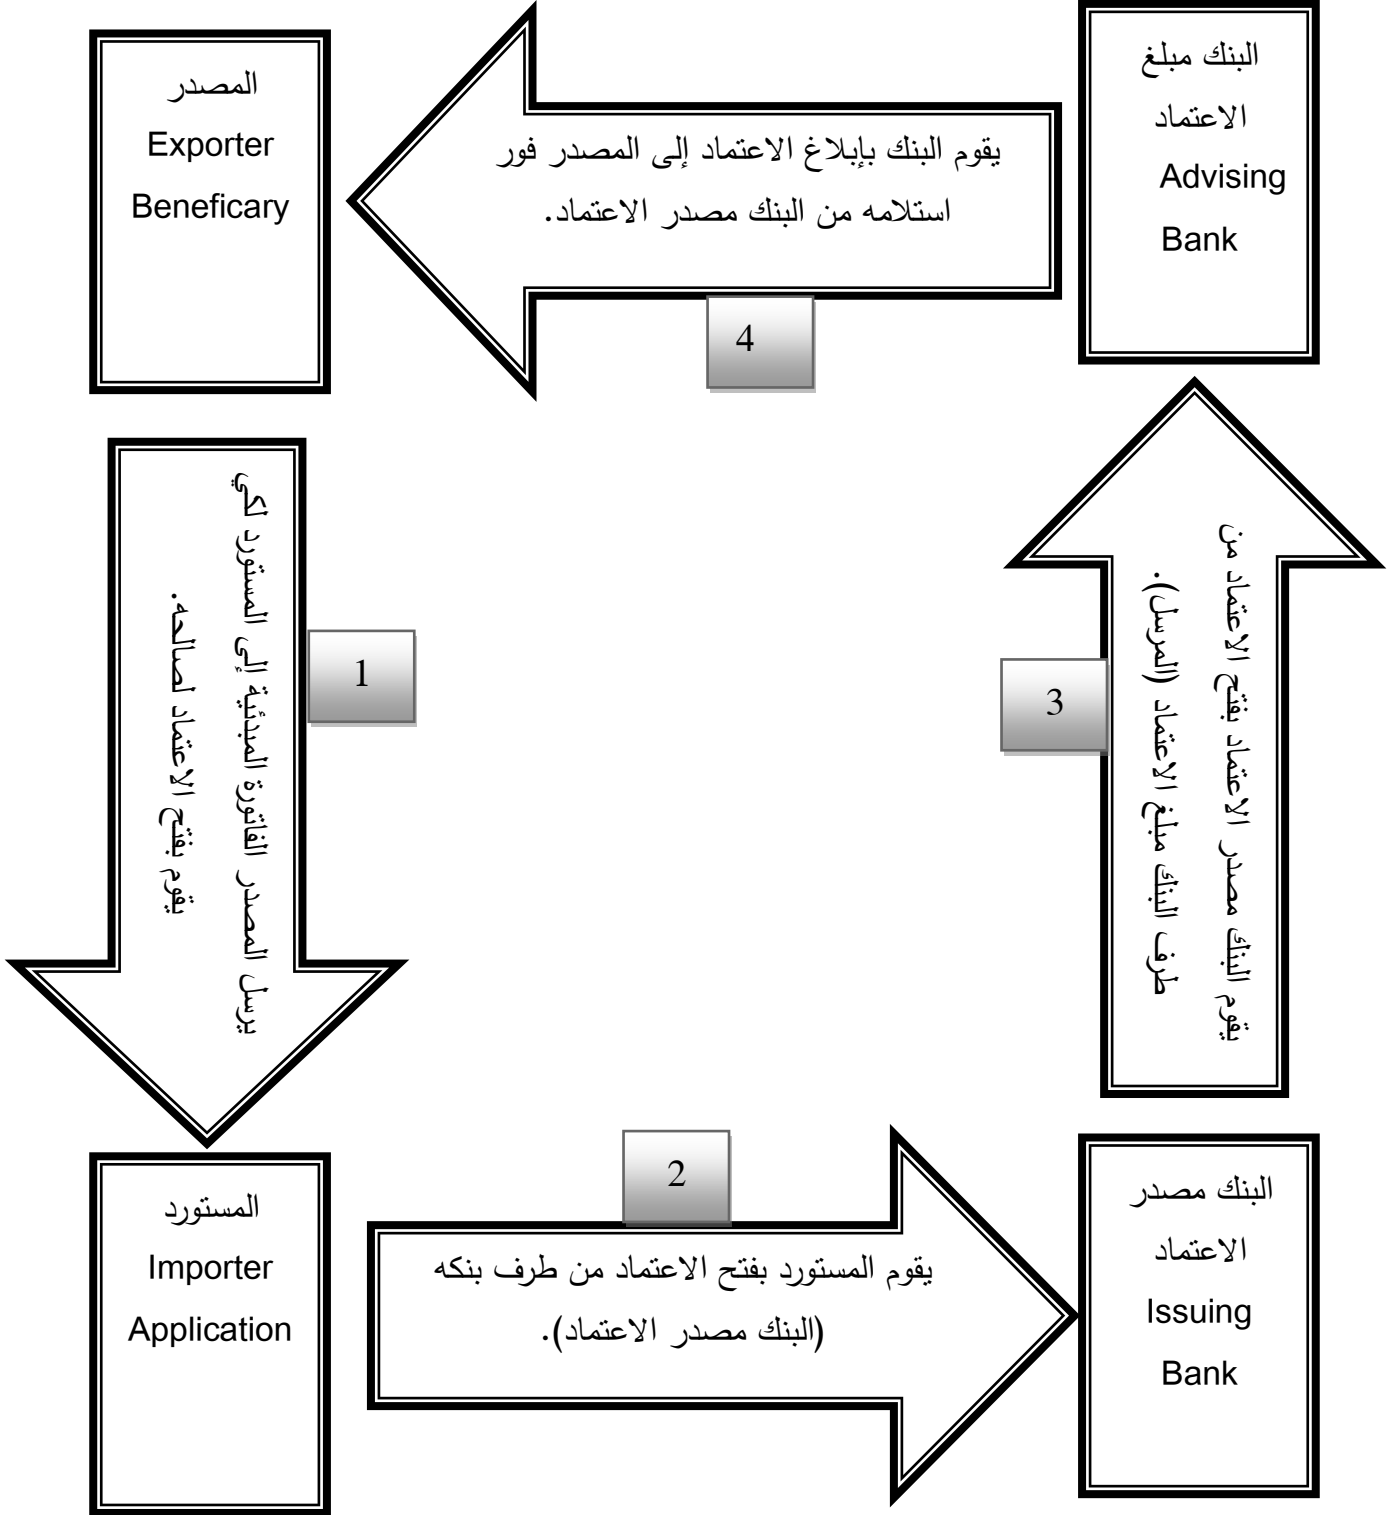 المصدر
Exporter
Beneficary
يقوم البنك بإبلاغ الاعتماد إلى المصدر فور
استلامه من البنك مصدر الاعتماد.
4
البنك مبلغ
الاعتماد
Advising
Bank
يرسل المصدر الفاتورة المبدئية إلى المستورد لكي
يقوم بفتح الاعتماد لصالحه.
1
3
يقوم البنك مصدر الاعتماد بفتح الاعتماد من
طرف البنك مبلغ الاعتماد (المرسل).
المستورد
Importer
Application
2
يقوم المستورد بفتح الاعتماد من طرف بنكه
(البنك مصدر الاعتماد).
البنك مصدر
الاعتماد
Issuing
Bank